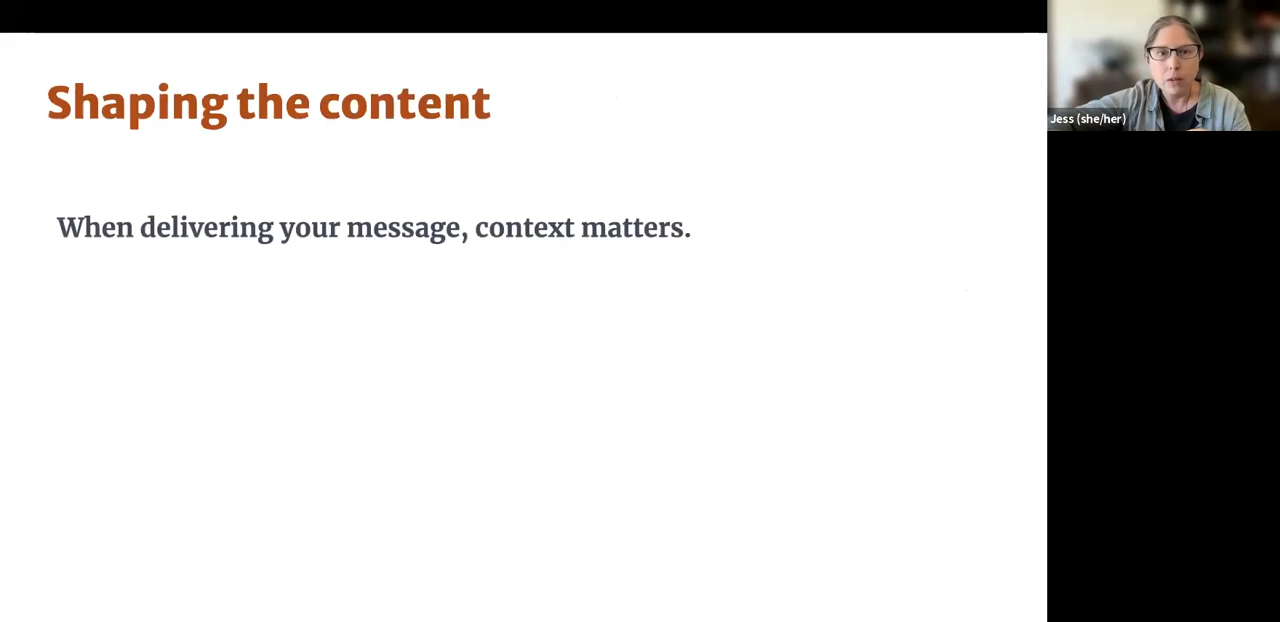 Shaping the content
When delivering your message, context matters.
Jess (she/her)